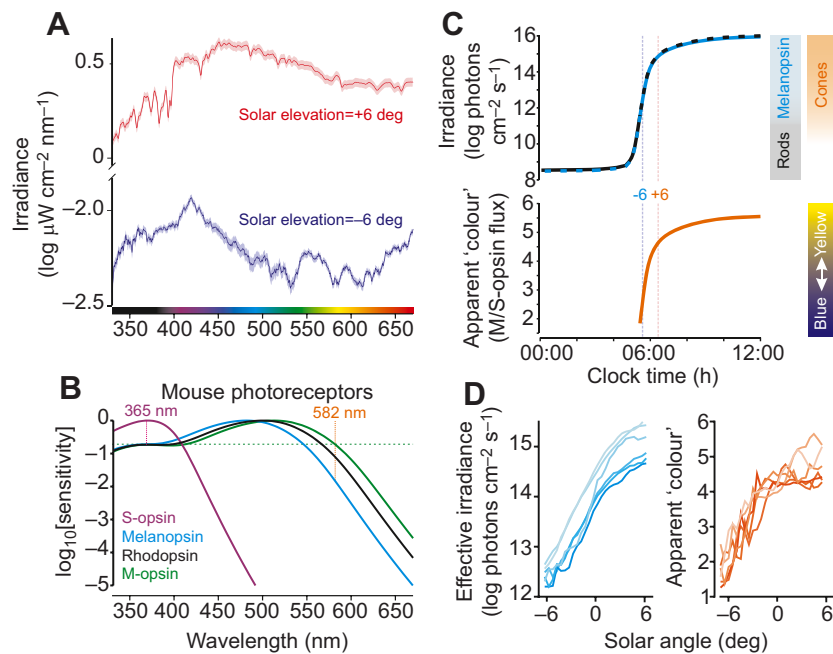 A
Irradiance
(log μW cm–2 nm–1)
0.5
0
–2.0
–2.5
Solar elevation=+6 deg
Solar elevation=–6 deg
400 450 500 550 600 650
B
Mouse photoreceptors
365 nm
582 nm
log10[sensitivity]
0
–1
–2
–3
–4
–5
S-opsin
Melanopsin
Rhodopsin
M-opsin
400 450 500 550 600 650
Wavelength (nm)
C
Irradiance
(log photons
cm–2 s–1)
16
14
12
10
8
Rods
Melanopsin
Cones
-6 +6
Apparent ‘colour’
(M/S-opsin flux)
6
5
4
3
2
Blue
Yellow
00:00 06:00 12:00
Clock time (h)
D
Effective irradiance
(log photons cm–2 s–1)
15
14
13
12
–6 0 6
Apparent ‘colour’
6
5
4
3
2
1
–6 0 6
Solar angle (deg)